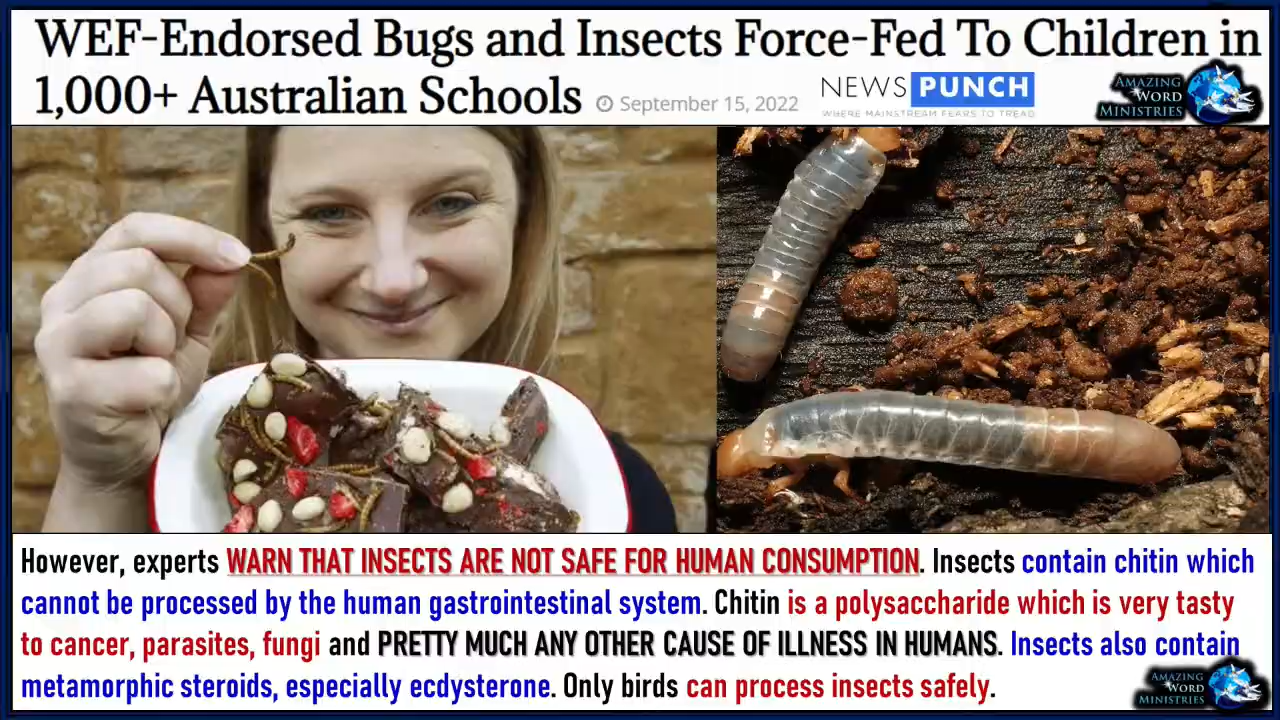 WEF-Endorsed Bugs and Insects Force-Fed To Children in
1,000+ Australian Schools
September 15, 2022
NEWS PUNCH
WHERE MAINSTREAM FEARS TO TREAD
AMAZING
WORD
MINISTRIES
However, experts WARN THAT INSECTS ARE NOT SAFE FOR HUMAN CONSUMPTION. Insects contain chitin which
cannot be processed by the human gastrointestinal system. Chitin is a polysaccharide which is very tasty
to cancer, parasites, fungi and PRETTY MUCH ANY OTHER CAUSE OF ILLNESS IN HUMANS. Insects also contain
metamorphic steroids, especially ecdysterone. Only birds can process insects safely.
AMAZING
WORD
MINISTRIES